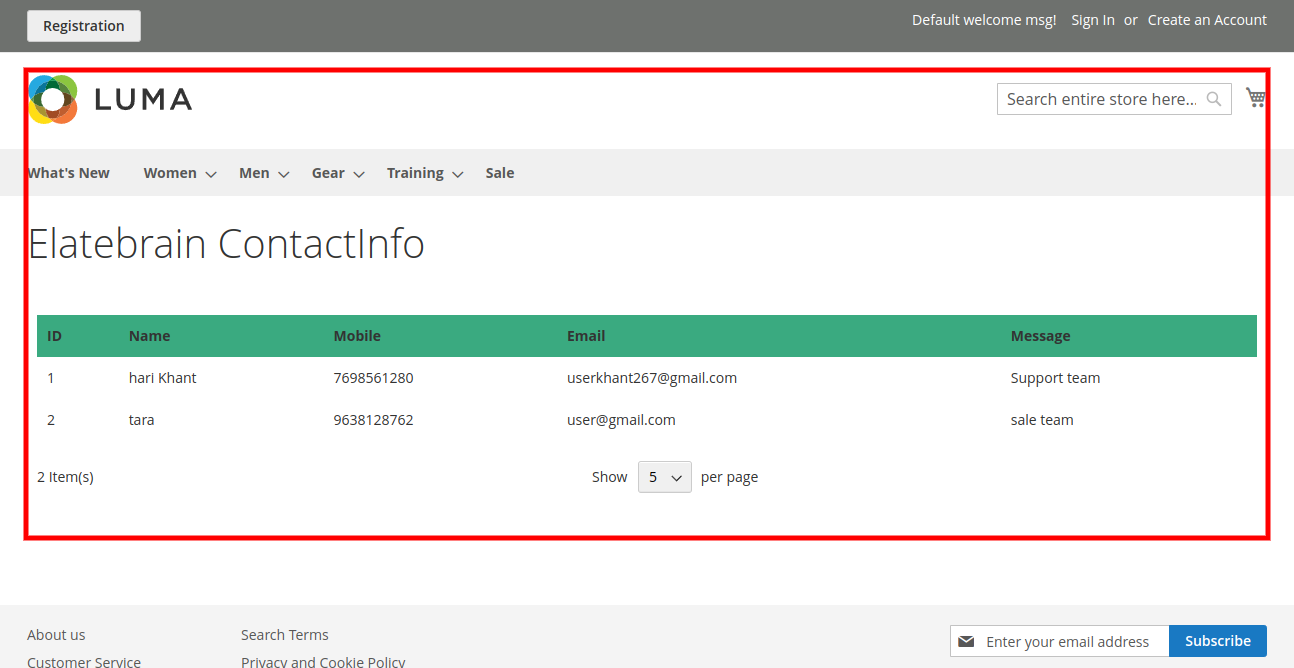 Registration
Default welcome msg! Sign In or Create an Account
LUMA
Search entire store here...
What's New Women Men Gear Training Sale
Elatebrain ContactInfo
ID Name Mobile Email Message
1 hari Khant 7698561280 userkhant267@gmail.com Support team
2 tara 9638128762 user@gmail.com sale team
2 Item(s) Show 5 per page
About us Search Terms Enter your email address Subscribe
Customer Service Privacy and Cookie Policy